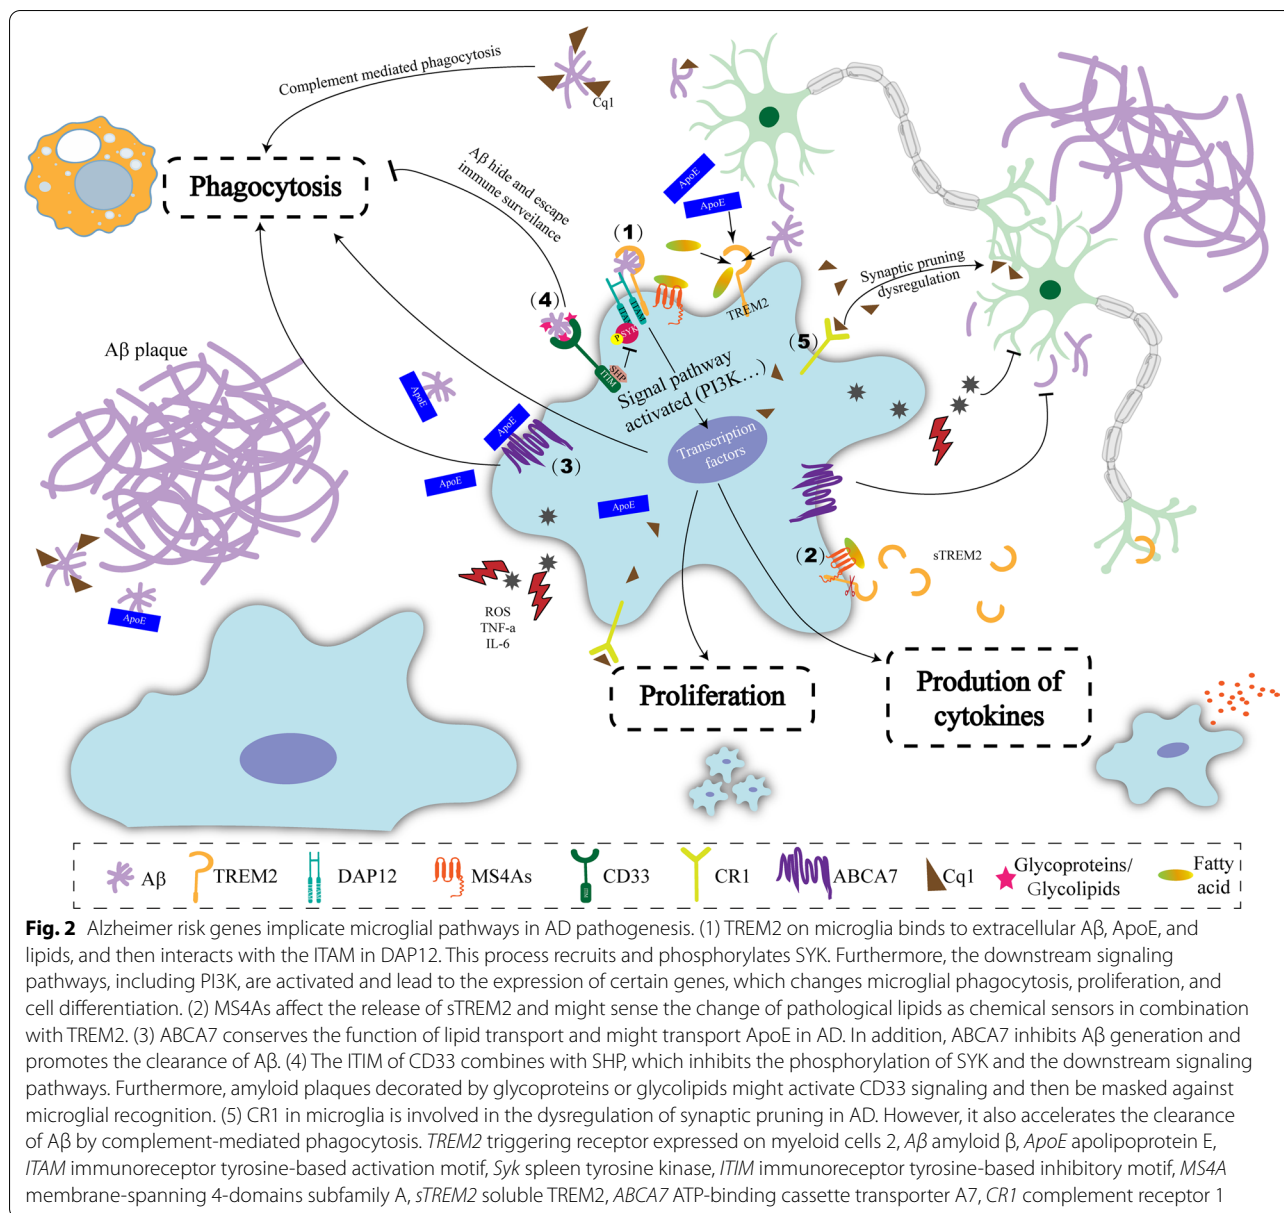 Complement mediated phagocytosis
Cq1
Phagocytosis
Aβ hide and escape
immune surveilance
ApoE
ApoE
(1)
TREM2
ITAM
ITAM
P
SYK
(4)
ITIM
SHP
Signal pathway
activated (PI3K…)
(5)
Synaptic pruning
dysregulation
Aβ plaque
ApoE
ApoE
(3)
ApoE
ApoE
Transcription
factors
(2)
sTREM2
ApoE
ROS
TNF-a
IL-6
Proliferation
Prodution of
cytokines
Aβ
TREM2
DAP12
MS4As
CD33
CR1
ABCA7
Cq1
Glycoproteins/
Glycolipids
Fatty
acid
Fig. 2 Alzheimer risk genes implicate microglial pathways in AD pathogenesis. (1) TREM2 on microglia binds to extracellular Aβ, ApoE, and
lipids, and then interacts with the ITAM in DAP12. This process recruits and phosphorylates SYK. Furthermore, the downstream signaling
pathways, including PI3K, are activated and lead to the expression of certain genes, which changes microglial phagocytosis, proliferation, and
cell differentiation. (2) MS4As affect the release of sTREM2 and might sense the change of pathological lipids as chemical sensors in combination
with TREM2. (3) ABCA7 conserves the function of lipid transport and might transport ApoE in AD. In addition, ABCA7 inhibits Aβ generation and
promotes the clearance of Aβ. (4) The ITIM of CD33 combines with SHP, which inhibits the phosphorylation of SYK and the downstream signaling
pathways. Furthermore, amyloid plaques decorated by glycoproteins or glycolipids might activate CD33 signaling and then be masked against
microglial recognition. (5) CR1 in microglia is involved in the dysregulation of synaptic pruning in AD. However, it also accelerates the clearance
of Aβ by complement-mediated phagocytosis. TREM2 triggering receptor expressed on myeloid cells 2, Aβ amyloid β, ApoE apolipoprotein E,
ITAM immunoreceptor tyrosine-based activation motif, Syk spleen tyrosine kinase, ITIM immunoreceptor tyrosine-based inhibitory motif, MS4A
membrane-spanning 4-domains subfamily A, sTREM2 soluble TREM2, ABCA7 ATP-binding cassette transporter A7, CR1 complement receptor 1